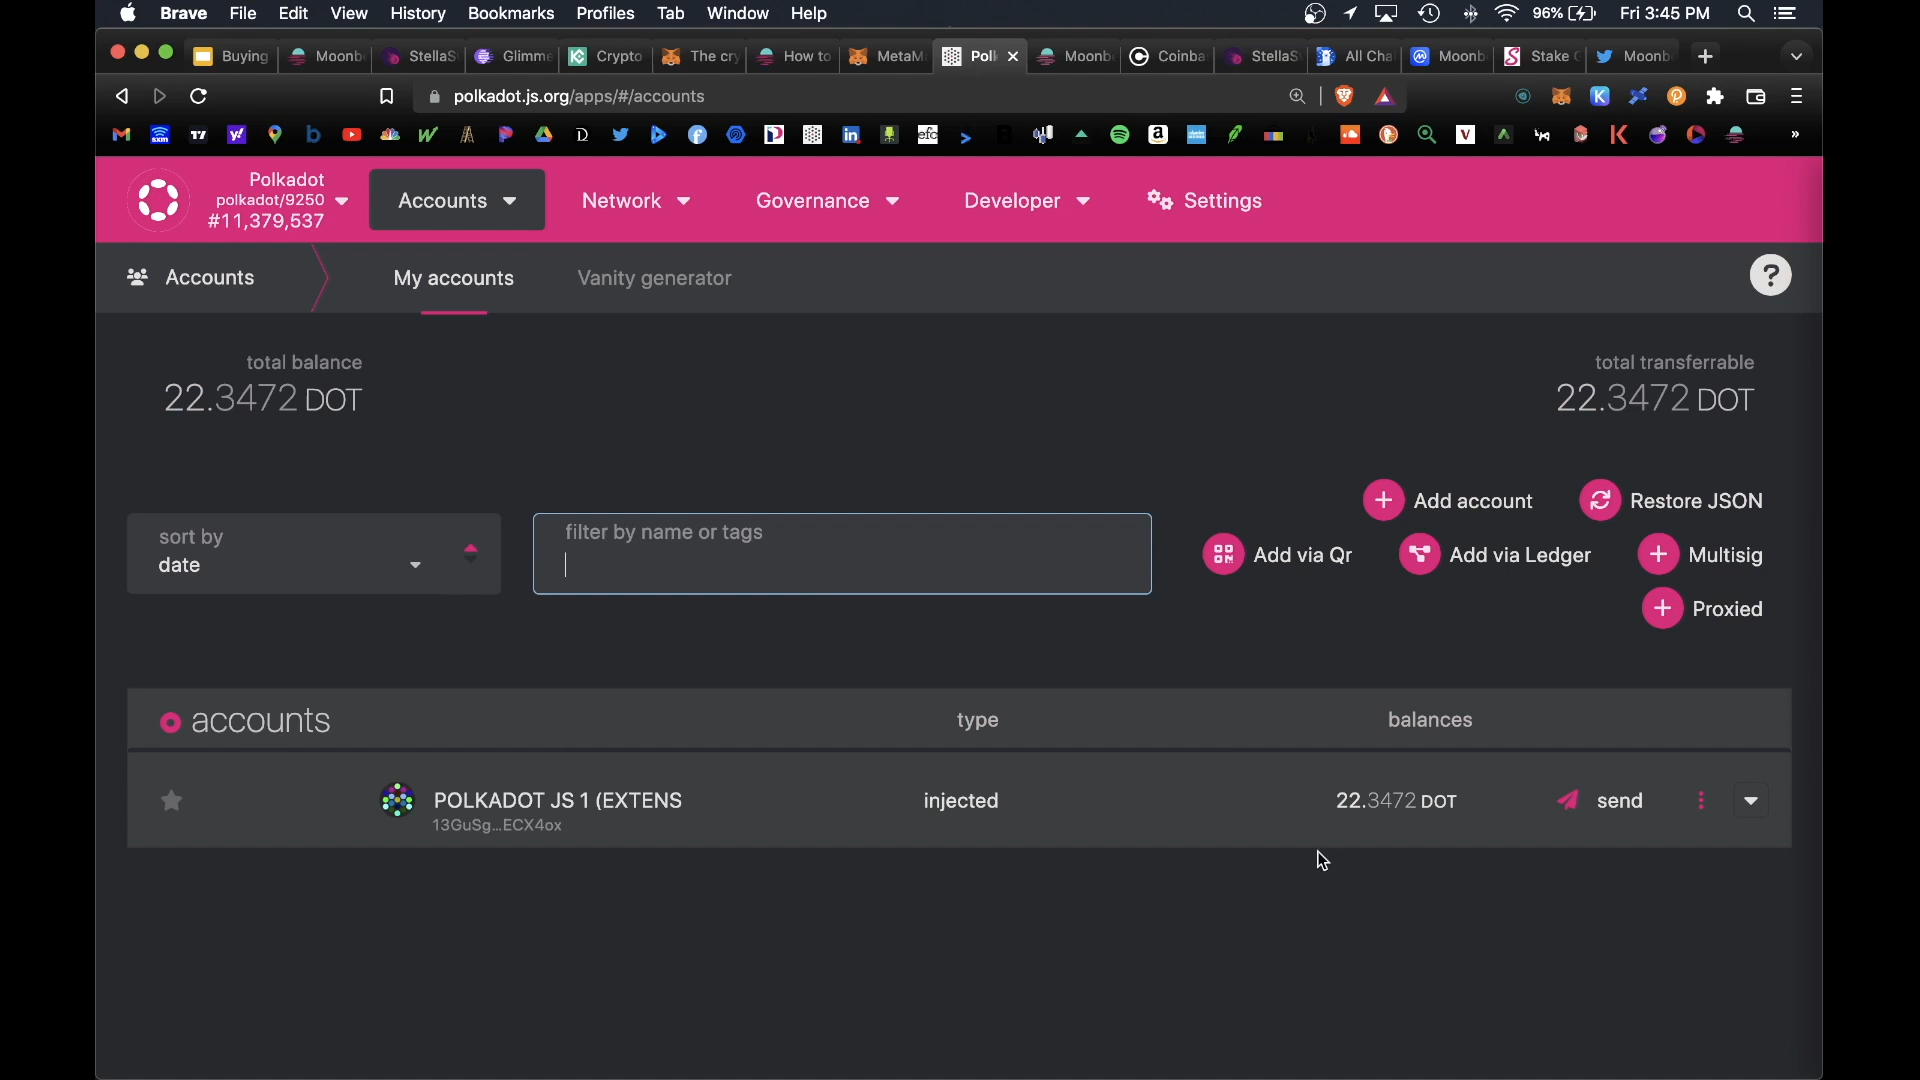 Brave File Edit View History Bookmarks Profiles Tab Window Help 96% Fri 3:45 PM
Buying Moonb StellaS Glimme Crypto The cry How to MetaM Polk Moonb Coinba StellaS All Cha Moonb Stake Moonb
polkadot.js.org/apps/#/accounts
Polkadot
polkadot/9250
#11,379,537
Accounts Network Governance Developer Settings
Accounts My accounts Vanity generator ?
total balance total transferrable
22.3472 DOT 22.3472 DOT
Add account Restore JSON
sort by filter by name or tags
date
Add via Qr Add via Ledger Multisig
Proxied
accounts type balances
POLKADOT JS 1 (EXTENS injected 22.3472 DOT send
13GuSg...ECX4ox